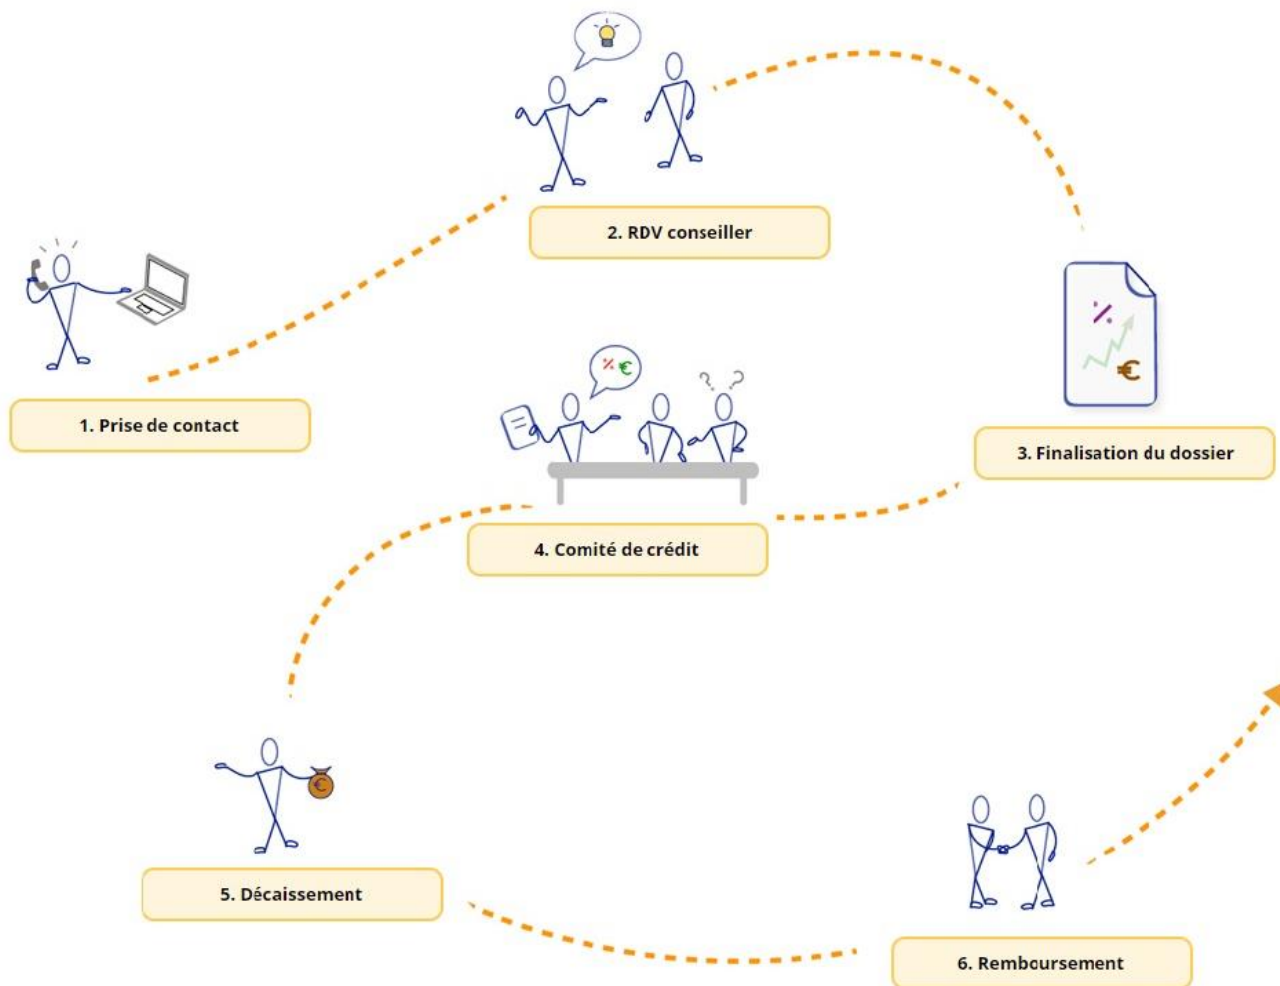 1. Prise de contact
2. RDV conseiller
3. Finalisation du dossier
% €
4. Comité de crédit
% €
? ?
5. Décaissement
€
6. Remboursement